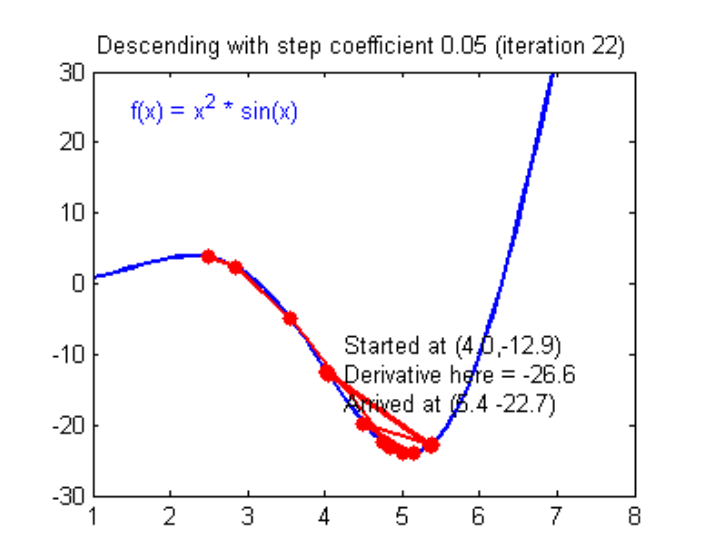 Descending with step coefficient 0.05 (iteration 22)
30
f(x) = x² * sin(x)
20
10
0
Started at (4.0,-12.9)
-10
Derivative here = -26.6
Arrived at (5.4 -22.7)
-20
-30
1 2 3 4 5 6 7 8